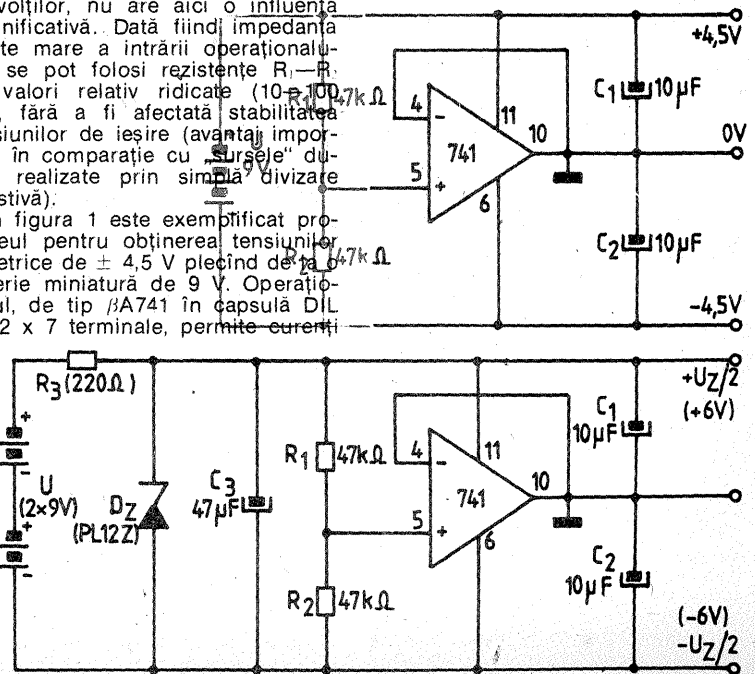 volților, nu are aici o influență
nificativă. Dată fiind impedanța
te mare a intrării operaționalu-
se pot folosi rezistențe R₁—R
valori relativ ridicate (10—100
, fără a fi afectată stabilitatea
siunilor de ieșire (avantaj impor-
în comparație cu „sursele" du-
realizate prin simplă divizare
stivă).
figura 1 este exemplificat pro-
eul pentru obținerea tensiunilor
etrice de ± 4,5 V plecînd de la o
erie miniatură de 9 V. Operațio-
ul, de tip βA741 în capsulă DIL
2 x 7 terminale, permite curenți
+4,5V
R1 47kΩ
4
-
11
C1 10µF
741
10
0V
U
9V
5
+
6
C2 10µF
47kΩ
-4,5V
R3 (220Ω)
+UZ/2
(+6V)
+
-
U
(2×9V)
+
-
DZ
(PL12Z)
C3
47µF
R1 47kΩ
4
-
11
C1
10µF
741
10
5
+
6
R2 47kΩ
C2
10µF
(-6V)
-UZ/2